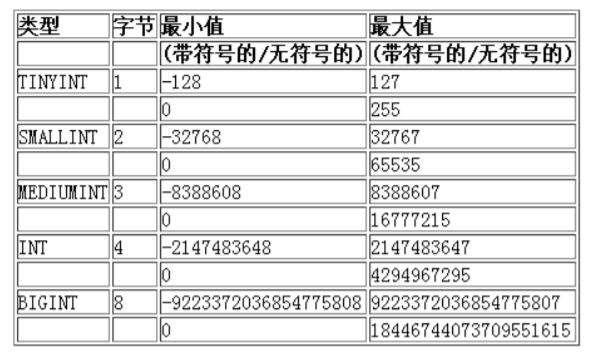 类型 字节 最小值 最大值
(带符号的/无符号的) (带符号的/无符号的)
TINYINT 1 -128 127
0 255
SMALLINT 2 -32768 32767
0 65535
MEDIUMINT 3 -8388608 8388607
0 16777215
INT 4 -2147483648 2147483647
0 4294967295
BIGINT 8 -9223372036854775808 9223372036854775807
0 18446744073709551615